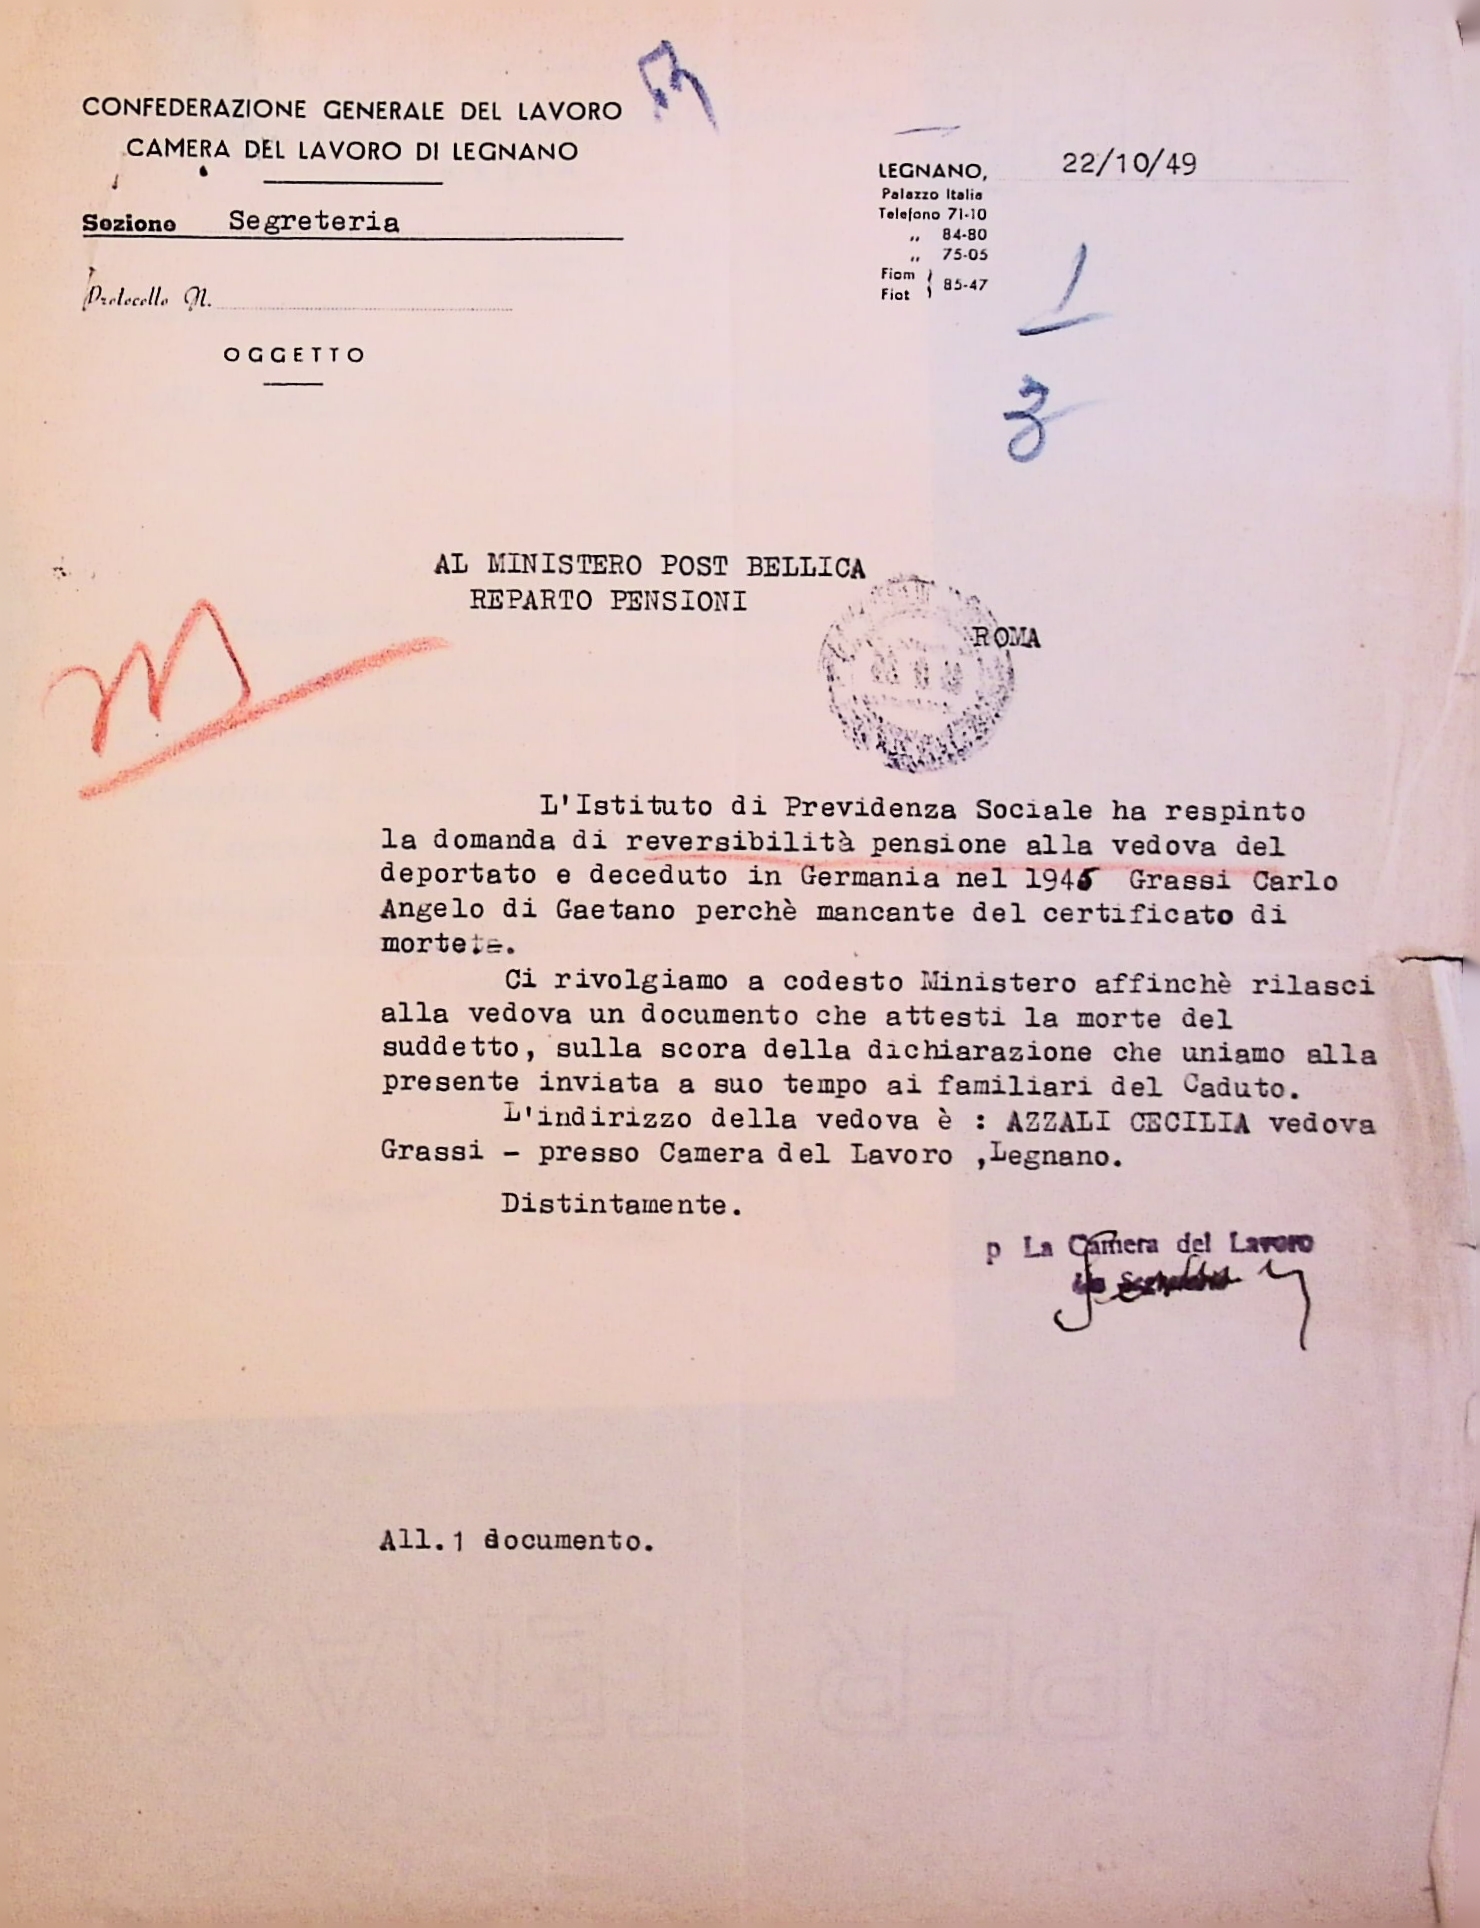 CONFEDERAZIONE GENERALE DEL LAVORO
CAMERA DEL LAVORO DI LEGNANO
Sezione Segreteria
Protocollo N.
OGGETTO
LEGNANO, 22/10/49
Palazzo Italia
Telefono 71-10
„ 84-80
„ 75-05
Fiom } 85-47
Fiot
1
3
AL MINISTERO POST BELLICA
REPARTO PENSIONI
ROMA
L'Istituto di Previdenza Sociale ha respinto
la domanda di reversibilità pensione alla vedova del
deportato e deceduto in Germania nel 1945 Grassi Carlo
Angelo di Gaetano perchè mancante del certificato di
morte.
Ci rivolgiamo a codesto Ministero affinchè rilasci
alla vedova un documento che attesti la morte del
suddetto, sulla scora della dichiarazione che uniamo alla
presente inviata a suo tempo ai familiari del Caduto.
L'indirizzo della vedova è : AZZALI CECILIA vedova
Grassi - presso Camera del Lavoro ,Legnano.
Distintamente.
p La Camera del Lavoro
All.1 documento.